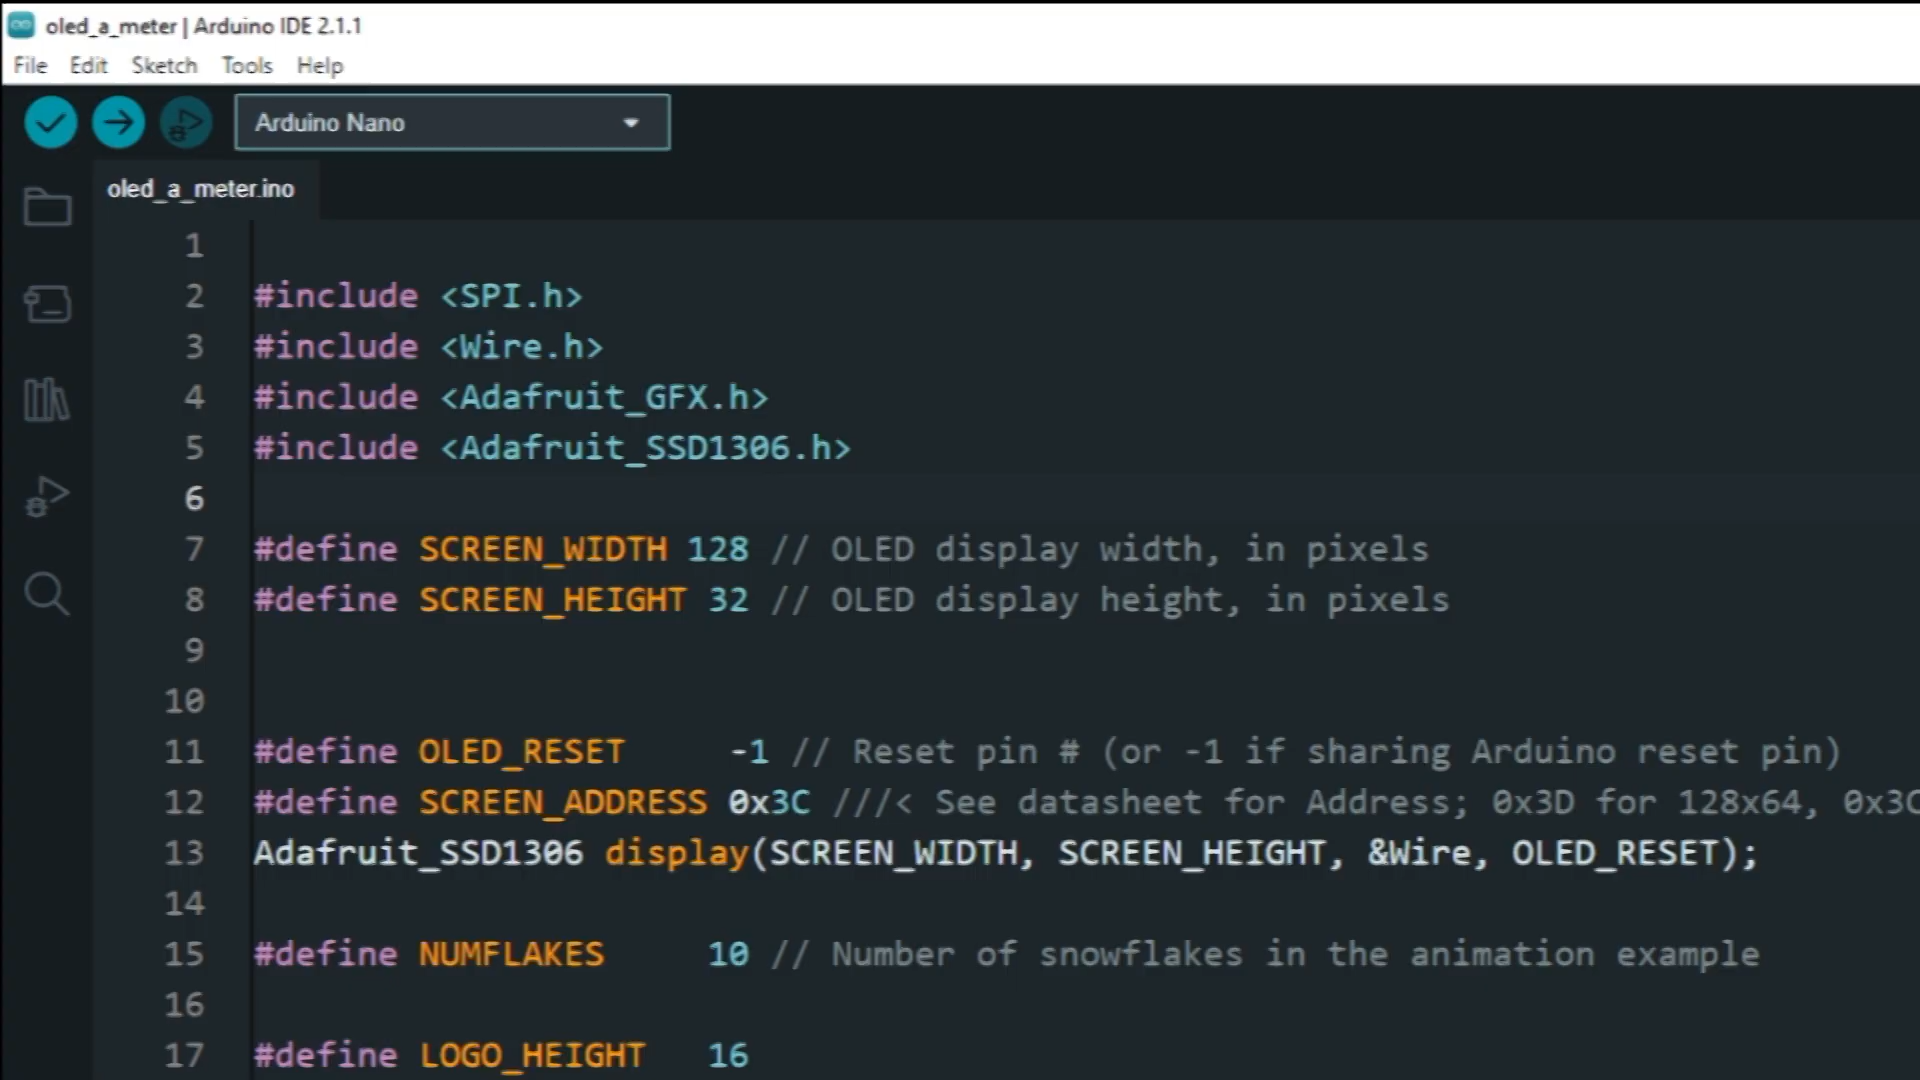 oled_a_meter | Arduino IDE 2.1.1
File Edit Sketch Tools Help
Arduino Nano
oled_a_meter.ino
1
2 #include <SPI.h>
3 #include <Wire.h>
4 #include <Adafruit_GFX.h>
5 #include <Adafruit_SSD1306.h>
6
7 #define SCREEN_WIDTH 128 // OLED display width, in pixels
8 #define SCREEN_HEIGHT 32 // OLED display height, in pixels
9
10
11 #define OLED_RESET     -1 // Reset pin # (or -1 if sharing Arduino reset pin)
12 #define SCREEN_ADDRESS 0x3C ///< See datasheet for Address; 0x3D for 128x64, 0x3C
13 Adafruit_SSD1306 display(SCREEN_WIDTH, SCREEN_HEIGHT, &Wire, OLED_RESET);
14
15 #define NUMFLAKES     10 // Number of snowflakes in the animation example
16
17 #define LOGO_HEIGHT   16